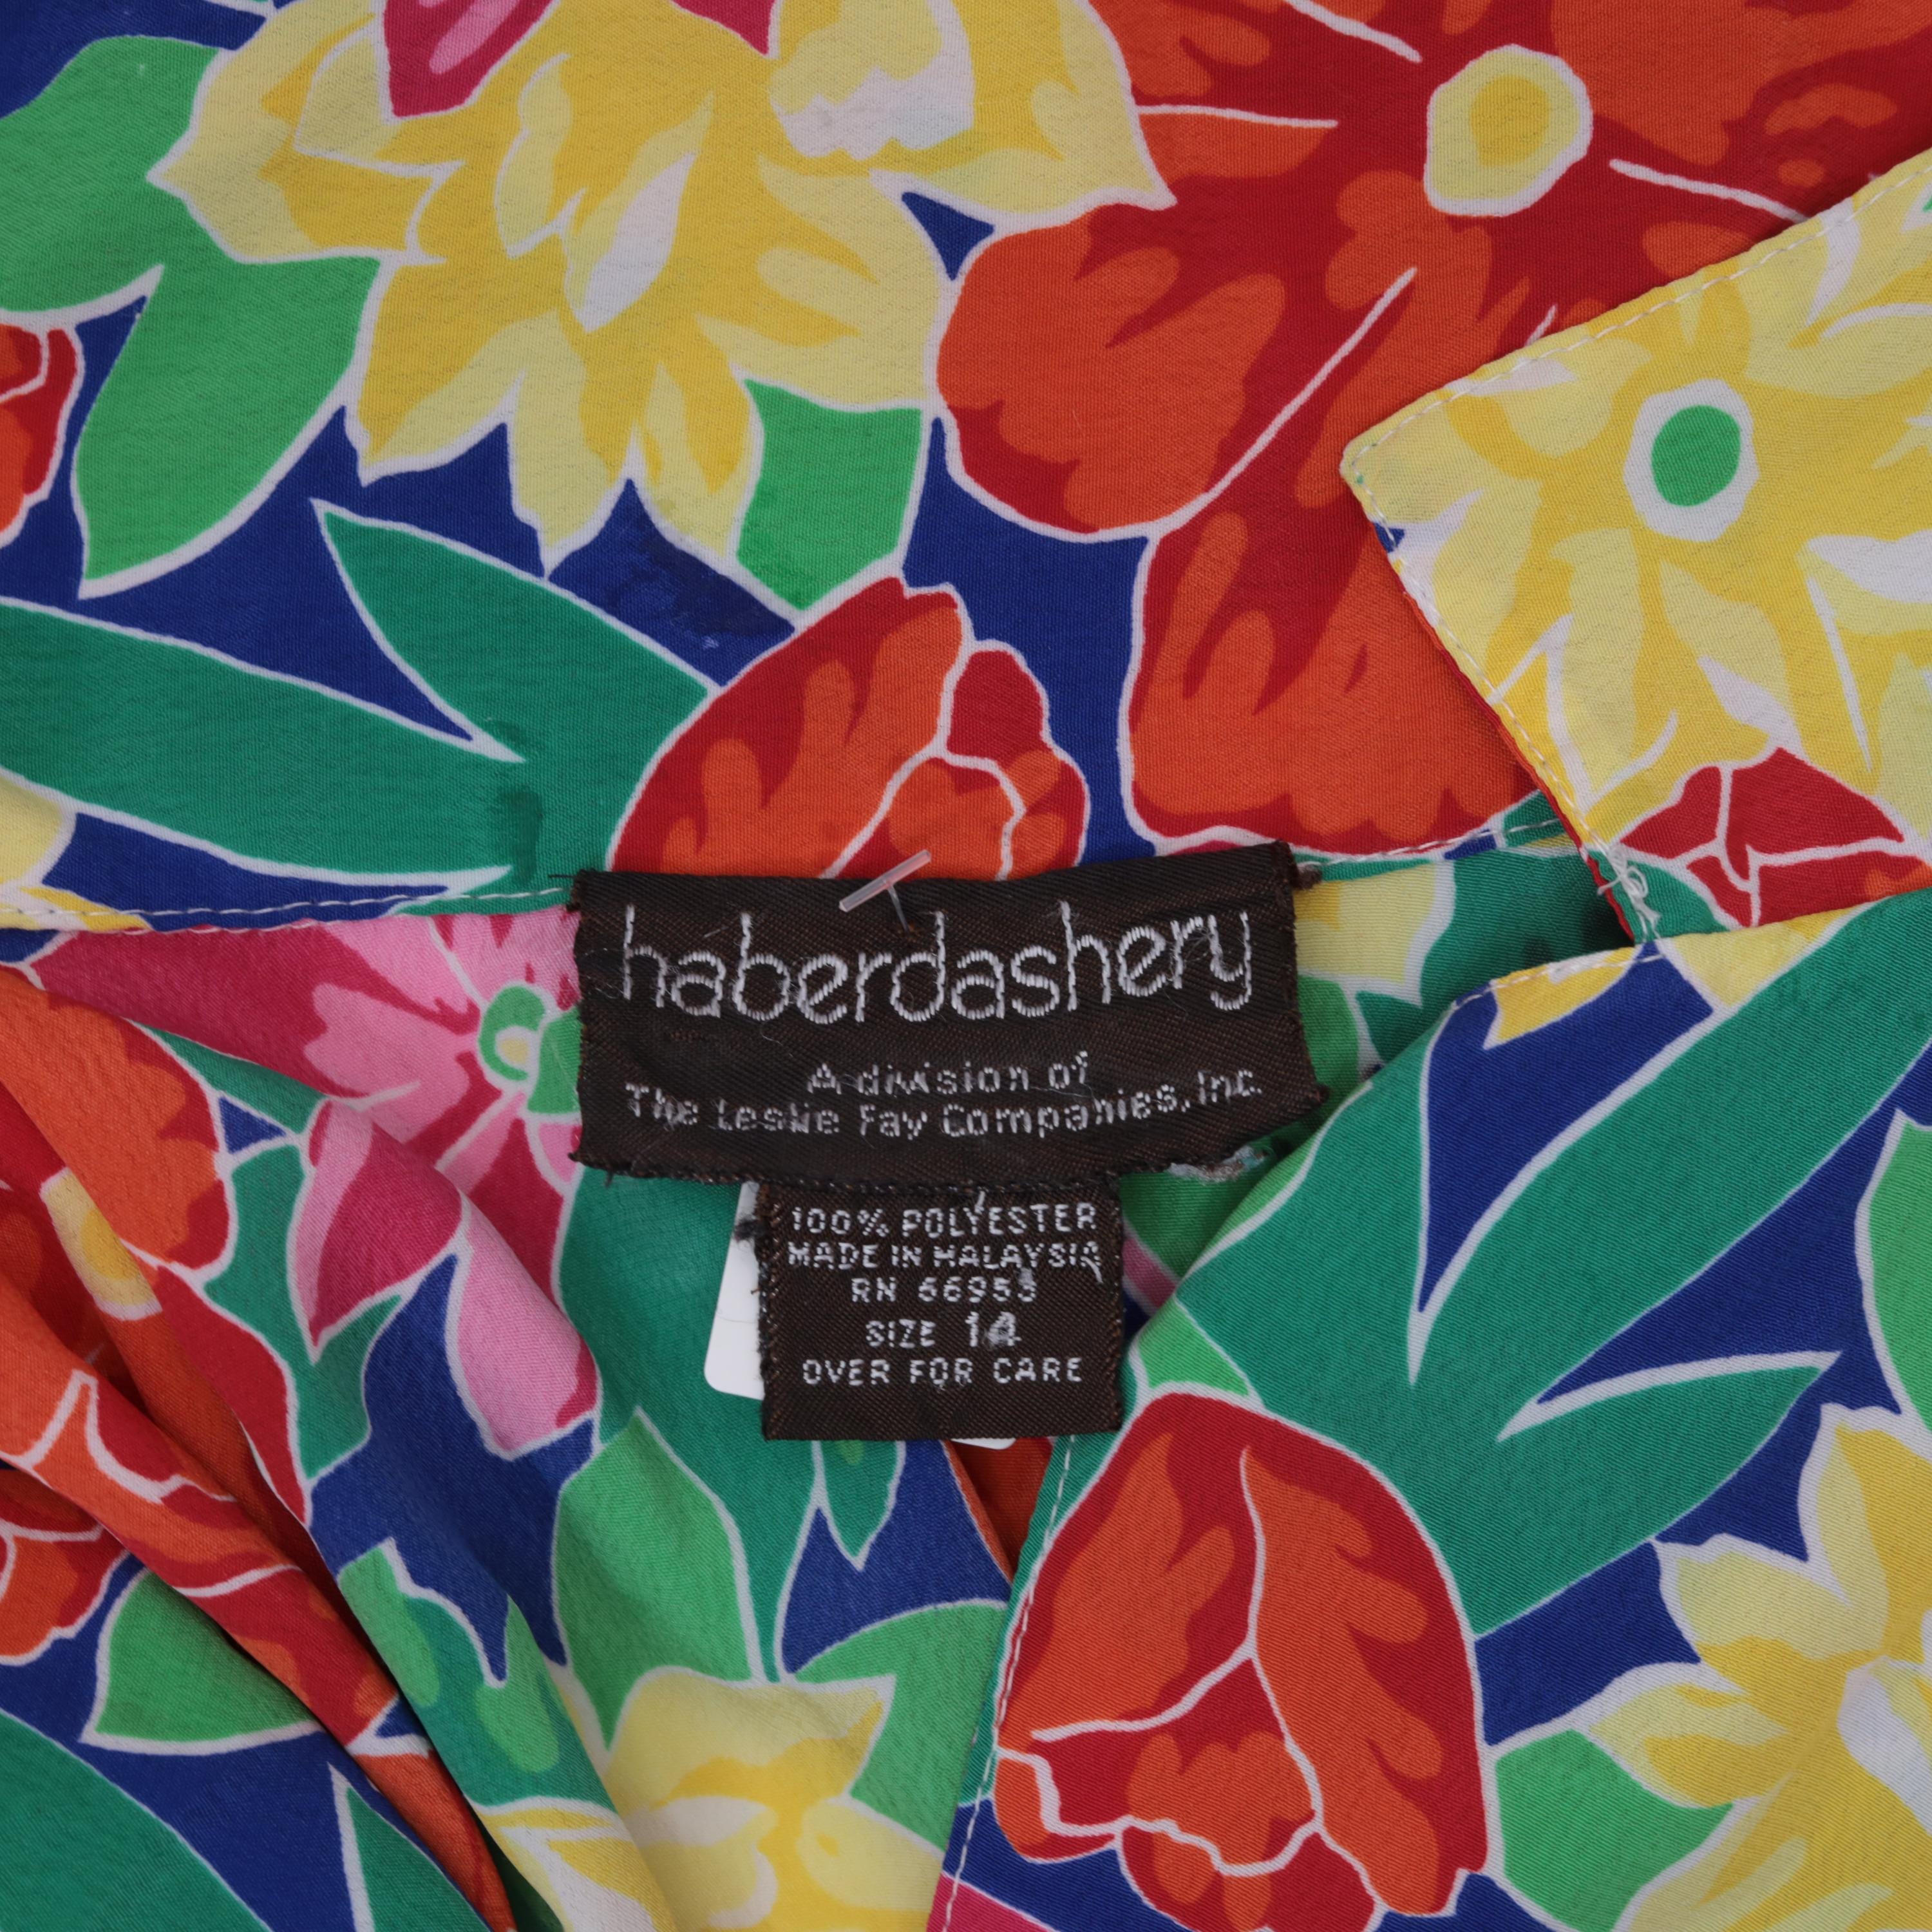 haberdashery
A division of
The Leslie Fay Companies, Inc.
100% POLYESTER
MADE IN MALAYSIA
RN 66953
SIZE 14
OVER FOR CARE